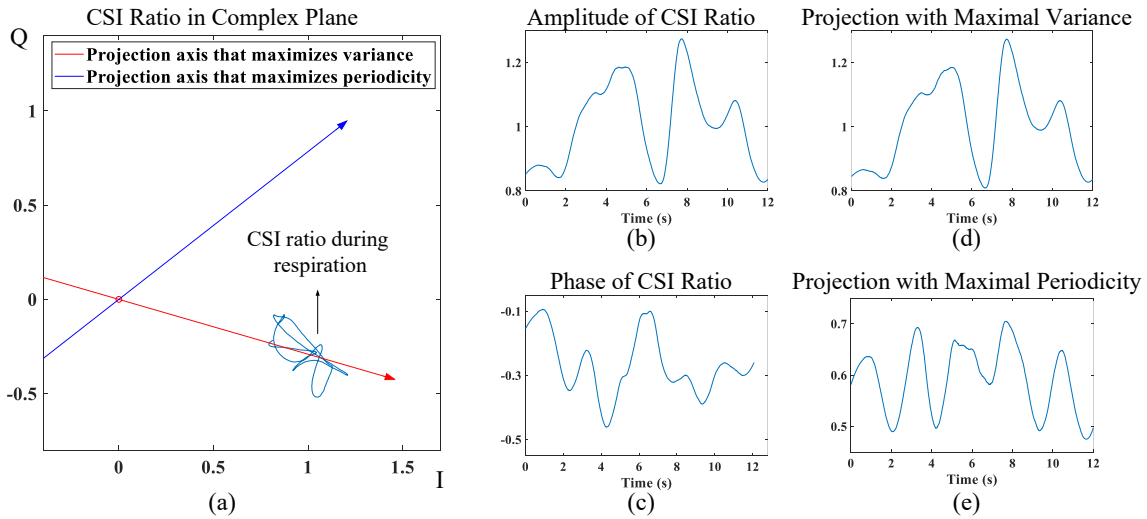 CSI Ratio in Complex Plane
Q
Projection axis that maximizes variance
Projection axis that maximizes periodicity
1
0.5
0
-0.5
CSI ratio during
respiration
0
0.5
1
1.5
I
(a)
Amplitude of CSI Ratio
1.2
1
0.8
0
2
4
6
8
10
12
Time (s)
(b)
Phase of CSI Ratio
-0.1
-0.3
-0.5
0
2
4
6
8
10
12
Time (s)
(c)
Projection with Maximal Variance
1.2
1
0.8
0
2
4
6
8
10
12
Time (s)
(d)
Projection with Maximal Periodicity
0.7
0.6
0.5
0
2
4
6
8
10
12
Time (s)
(e)